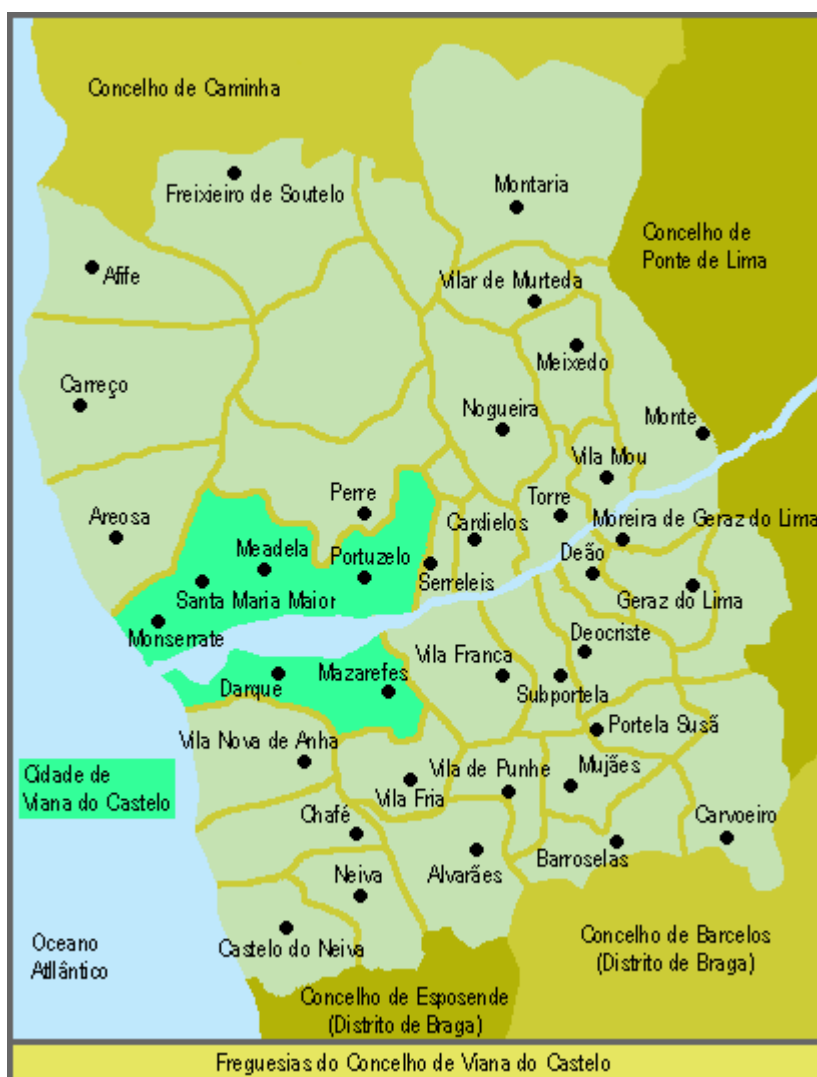 Concelho de Caminha
Freixieiro de Soutelo
Montaria
Concelho de
Ponte de Lima
Afife
Vilar de Murteda
Meixedo
Carreço
Nogueira
Monte
Vila Mou
Perre
Torre
Areosa
Cardielos
Moreira de Geraz do Lima
Meadela
Portuzelo
Deão
Serreleis
Santa Maria Maior
Geraz do Lima
Monserrate
Deocriste
Vila Franca
Darque
Mazarefes
Subportela
Portela Susã
Vila Nova de Anha
Cidade de
Viana do Castelo
Vila de Punhe
Mujães
Vila Fria
Chafé
Carvoeiro
Barroselas
Neiva
Alvarães
Castelo do Neiva
Oceano
Atllântico
Concelho de Barcelos
(Distrito de Braga)
Concelho de Esposende
(Distrito de Braga)
Freguesias do Concelho de Viana do Castelo